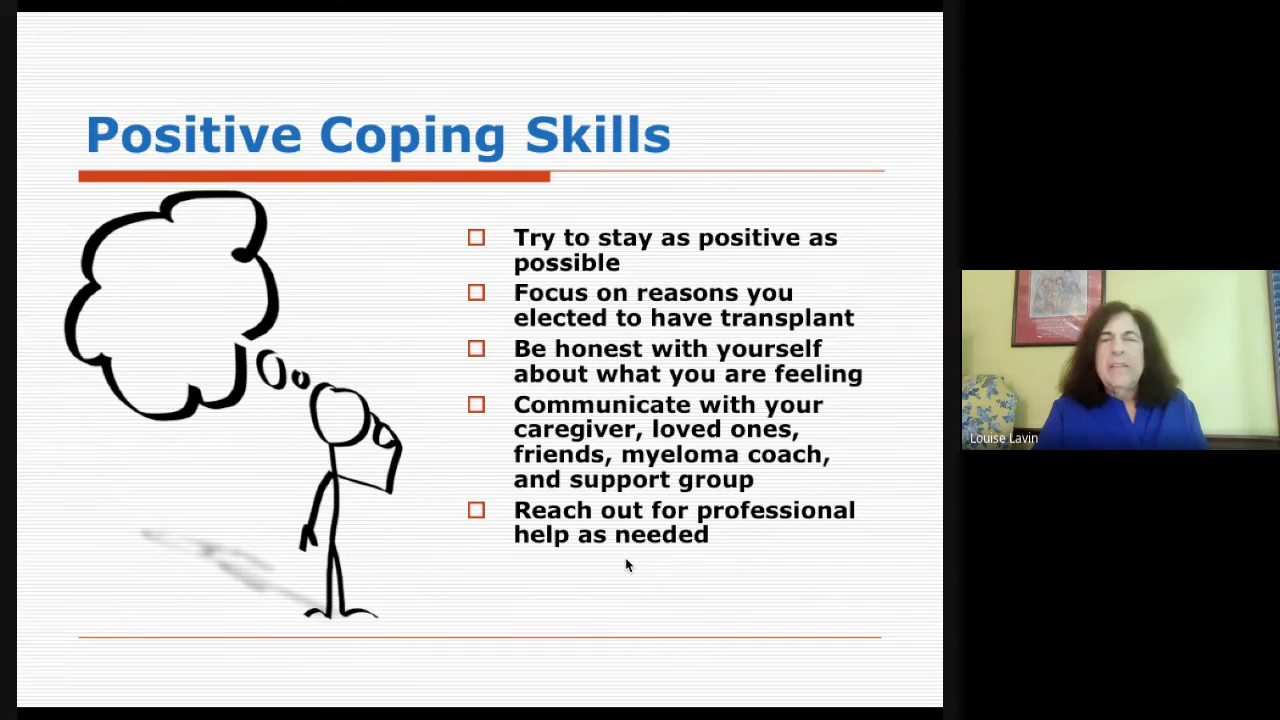 Positive Coping Skills
Try to stay as positive as
possible
Focus on reasons you
elected to have transplant
Be honest with yourself
about what you are feeling
Communicate with your
caregiver, loved ones,
friends, myeloma coach,
and support group
Reach out for professional
help as needed
Louise Lavin